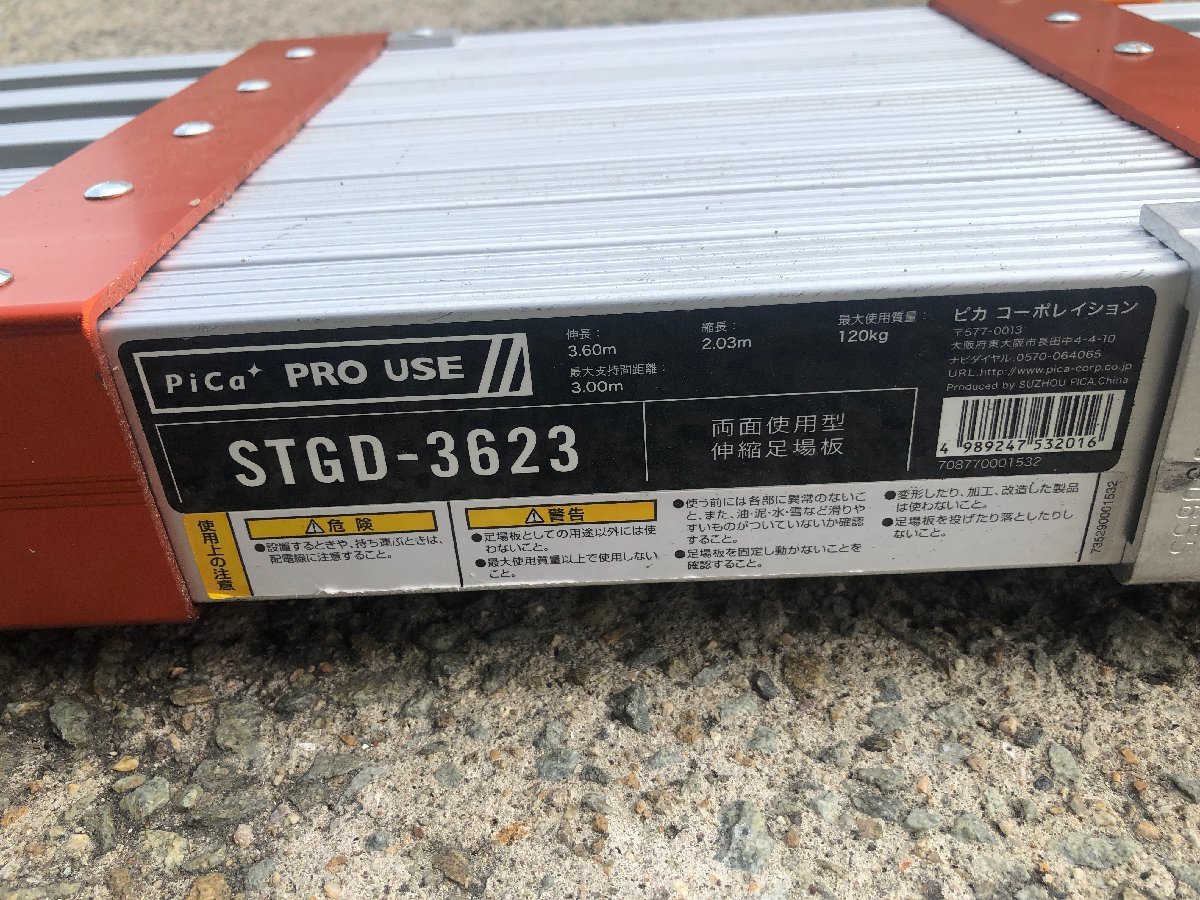 PiCa PRO USE
伸長:
3.60m
縮長:
2.03m
最大使用質量:
120kg
最大支持間距離:
3.00m
ピカ コーポレイション
〒577-0013
大阪府東大阪市長田中4-4-10
ナビダイヤル.0570-064065
URL.http://www.pica-corp.co.jp
Produced by SUZHOU PICA,China
STGD-3623
両面使用型
伸縮足場板
4 989247 532016
708770001532
使用上の注意
危険
●設置するときや、持ち運ぶときは、
配電線に注意すること。
警告
●足場板としての用途以外には使
わないこと。
●最大使用質量以上で使用しない
こと。
●使う前には各部に異常のないこ
と、また、油・泥・水・雪など滑りや
すいものがついていないか確認
すること。
●足場板を固定し動がないことを
確認すること。
●変形したり、加工、改造した製品
は使わないこと。
●足場板を投げたり落としたりし
ないこと。
735290001532